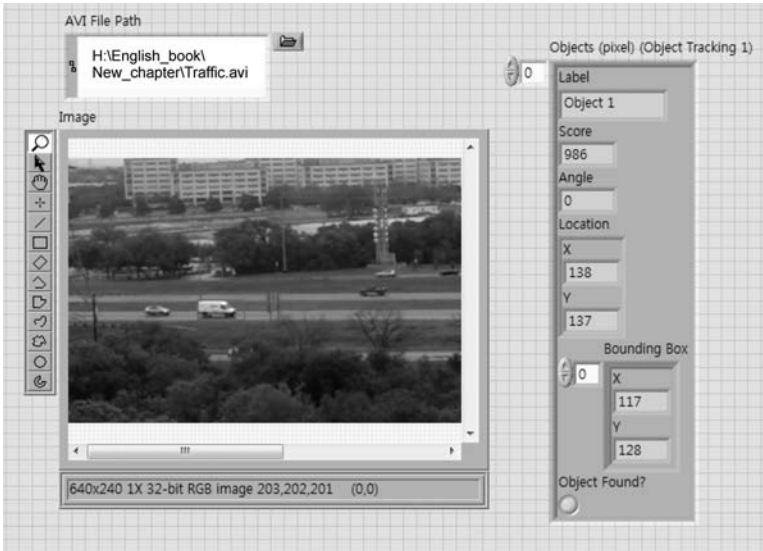 AVI File Path
H:\English_book\
New_chapter\Traffic.avi
Image
640x240 1X 32-bit RGB image 203,202,201 (0,0)
Objects (pixel) (Object Tracking 1)
0
Label
Object 1
Score
986
Angle
0
Location
X
138
Y
137
Bounding Box
0
X
117
Y
128
Object Found?